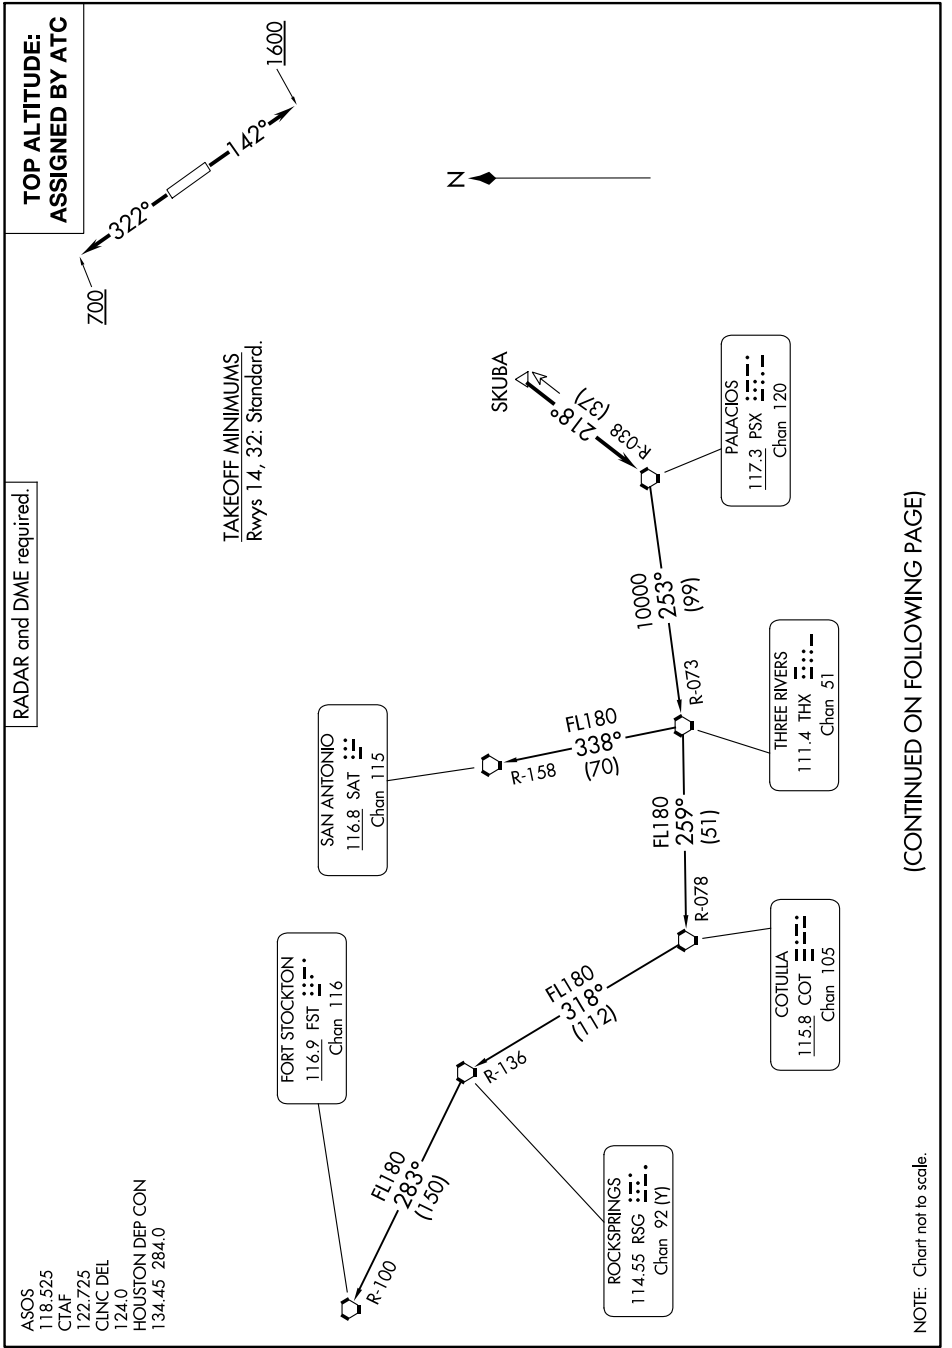 ASOS
118.525
CTAF
122.725
CLNC DEL
124.0
HOUSTON DEP CON
134.45 284.0
RADAR and DME required.
TOP ALTITUDE:
ASSIGNED BY ATC
700
322°
142°
1600
TAKEOFF MINIMUMS
Rwys 14, 32: Standard.
N
FORT STOCKTON
116.9 FST
Chan 116
SAN ANTONIO
116.8 SAT
Chan 115
SKUBA
218°
(37)
R-038
R-100
FL180
283°
(150)
R-136
FL180
318°
(112)
R-158
FL180
338°
(70)
R-078
FL180
259°
(51)
R-073
10000
253°
(99)
ROCKSPRINGS
114.55 RSG
Chan 92 (Y)
COTULLA
115.8 COT
Chan 105
THREE RIVERS
111.4 THX
Chan 51
PALACIOS
117.3 PSX
Chan 120
NOTE: Chart not to scale.
(CONTINUED ON FOLLOWING PAGE)